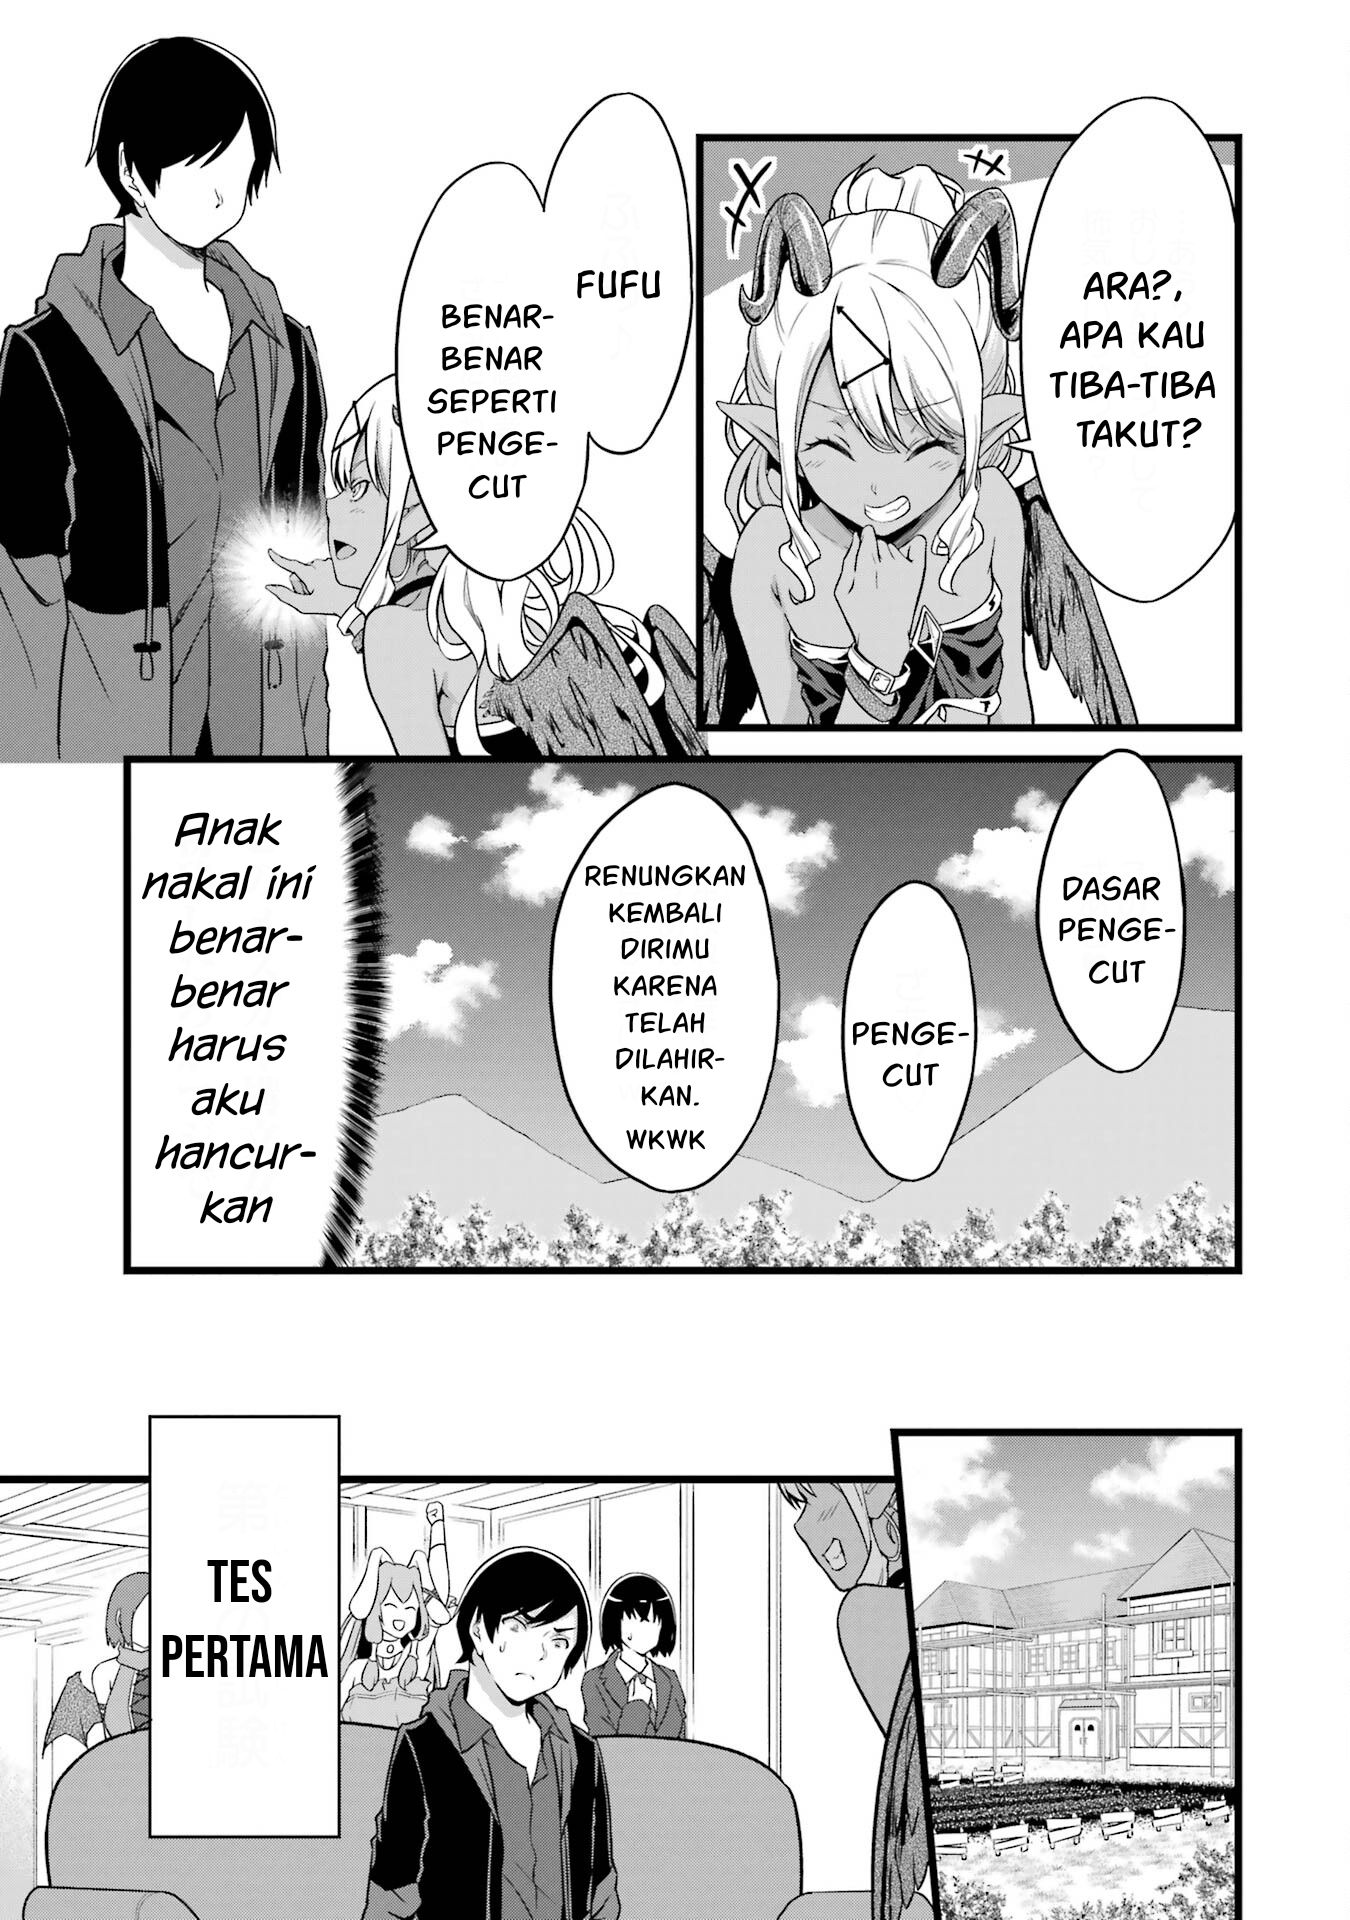 ARA?,
APA KAU
TIBA-TIBA
TAKUT?
FUFU
BENAR-
BENAR
SEPERTI
PENGE-
CUT
DASAR
PENGE-
CUT
PENGE-
CUT
RENUNGKAN
KEMBALI
DIRIMU
KARENA
TELAH
DILAHIR-
KAN.
WKWK
Anak
nakal ini
benar-
benar
harus
aku
hancur-
kan
TES
PERTAMA